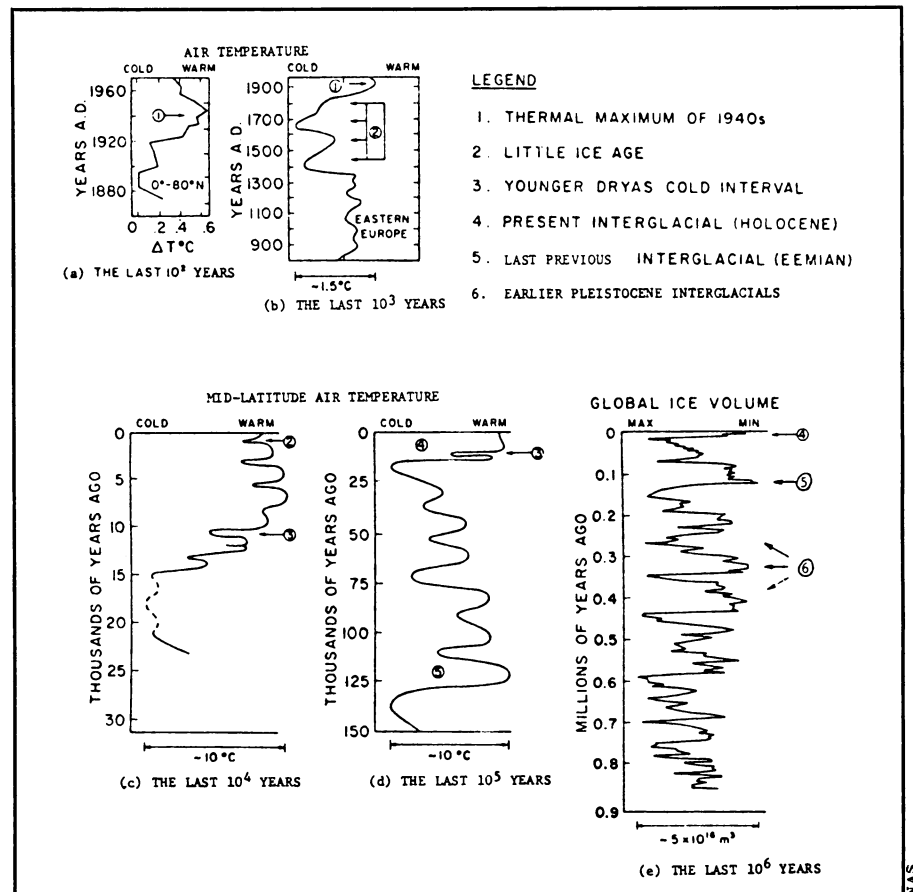 AIR TEMPERATURE
COLD WARM
1960
1920
1880
YEARS A.D.
①
0°-80°N
0 .2 .4 .6
ΔT°C
(a) THE LAST 10² YEARS
COLD WARM
1900
1700
1500
1300
1100
900
YEARS A.D.
①
②
EASTERN
EUROPE
~1.5°C
(b) THE LAST 10³ YEARS
LEGEND
1. THERMAL MAXIMUM OF 1940s
2. LITTLE ICE AGE
3. YOUNGER DRYAS COLD INTERVAL
4. PRESENT INTERGLACIAL (HOLOCENE)
5. LAST PREVIOUS INTERGLACIAL (EEMIAN)
6. EARLIER PLEISTOCENE INTERGLACIALS
MID-LATITUDE AIR TEMPERATURE
COLD WARM
0
5
10
15
20
25
30
THOUSANDS OF YEARS AGO
②
③
~10°C
(c) THE LAST 10⁴ YEARS
COLD WARM
0
25
50
75
100
125
150
THOUSANDS OF YEARS AGO
④
③
⑤
~10°C
(d) THE LAST 10⁵ YEARS
GLOBAL ICE VOLUME
MAX MIN
0
0.1
0.2
0.3
0.4
0.5
0.6
0.7
0.8
0.9
MILLIONS OF YEARS AGO
④
⑤
⑥
~5x10¹⁶ m³
(e) THE LAST 10⁶ YEARS
NAS